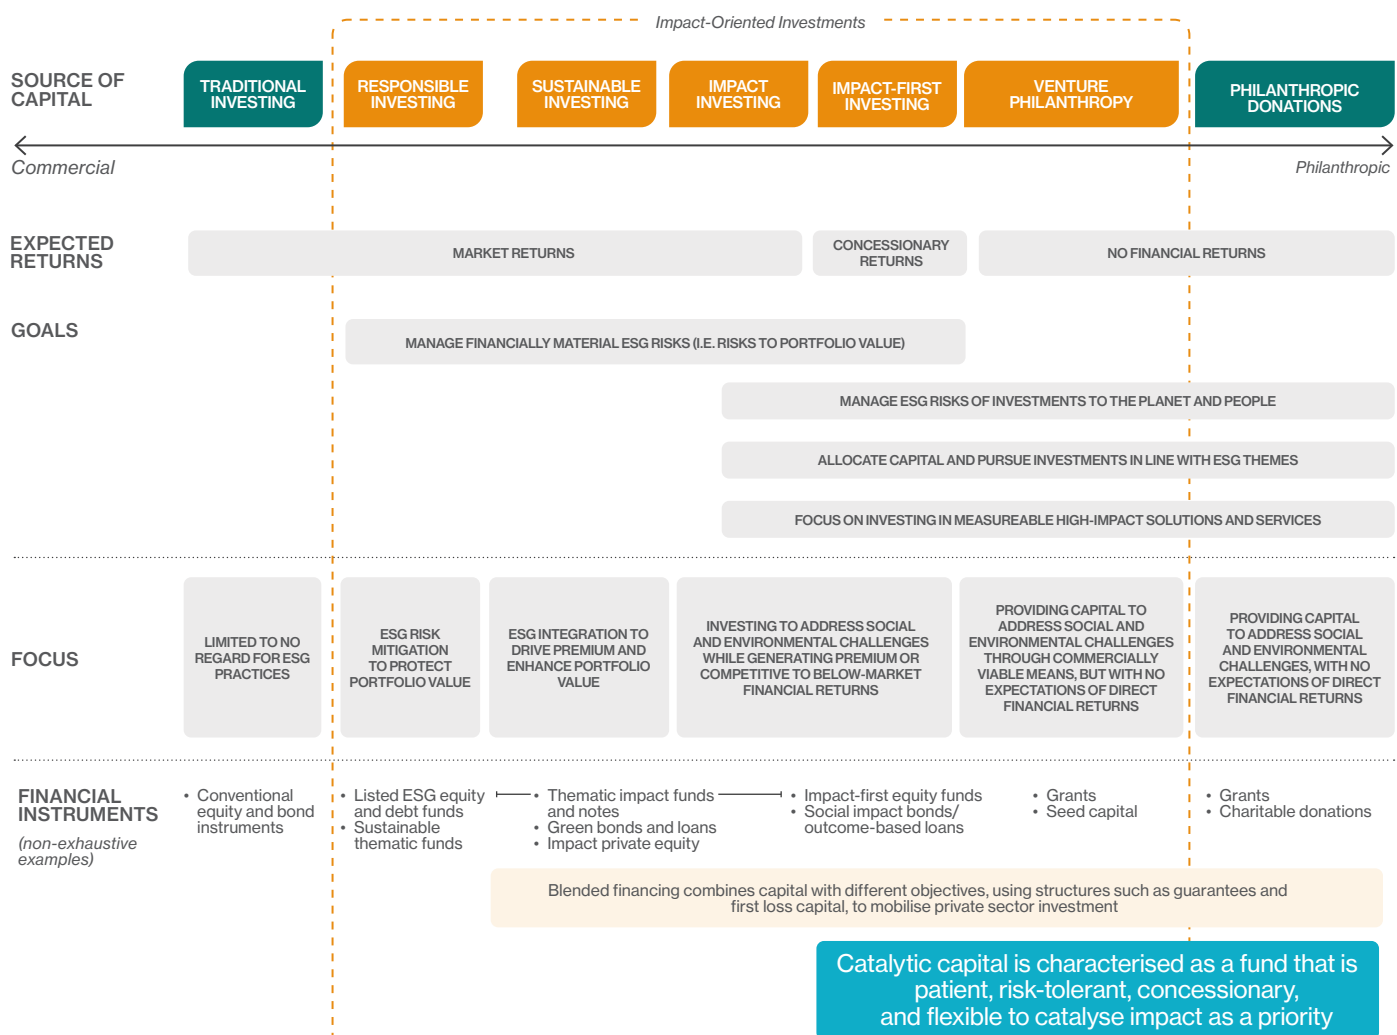 Impact-Oriented Investments
SOURCE OF
CAPITAL
TRADITIONAL
INVESTING
RESPONSIBLE
INVESTING
SUSTAINABLE
INVESTING
IMPACT
INVESTING
IMPACT-FIRST
INVESTING
VENTURE
PHILANTHROPY
PHILANTHROPIC
DONATIONS
Commercial
Philanthropic
EXPECTED
RETURNS
MARKET RETURNS
CONCESSIONARY
RETURNS
NO FINANCIAL RETURNS
GOALS
MANAGE FINANCIALLY MATERIAL ESG RISKS (I.E. RISKS TO PORTFOLIO VALUE)
MANAGE ESG RISKS OF INVESTMENTS TO THE PLANET AND PEOPLE
ALLOCATE CAPITAL AND PURSUE INVESTMENTS IN LINE WITH ESG THEMES
FOCUS ON INVESTING IN MEASUREABLE HIGH-IMPACT SOLUTIONS AND SERVICES
FOCUS
LIMITED TO NO
REGARD FOR ESG
PRACTICES
ESG RISK
MITIGATION
TO PROTECT
PORTFOLIO VALUE
ESG INTEGRATION TO
DRIVE PREMIUM AND
ENHANCE PORTFOLIO
VALUE
INVESTING TO ADDRESS SOCIAL
AND ENVIRONMENTAL CHALLENGES
WHILE GENERATING PREMIUM OR
COMPETITIVE TO BELOW-MARKET
FINANCIAL RETURNS
PROVIDING CAPITAL TO
ADDRESS SOCIAL AND
ENVIRONMENTAL CHALLENGES
THROUGH COMMERCIALLY
VIABLE MEANS, BUT WITH NO
EXPECTATIONS OF DIRECT
FINANCIAL RETURNS
PROVIDING CAPITAL
TO ADDRESS SOCIAL
AND ENVIRONMENTAL
CHALLENGES, WITH NO
EXPECTATIONS OF DIRECT
FINANCIAL RETURNS
FINANCIAL
INSTRUMENTS
(non-exhaustive
examples)
• Conventional
equity and bond
instruments
• Listed ESG equity
and debt funds
• Sustainable
thematic funds
• Thematic impact funds
and notes
• Green bonds and loans
• Impact private equity
• Impact-first equity funds
• Social impact bonds/
outcome-based loans
• Grants
• Seed capital
• Grants
• Charitable donations
Blended financing combines capital with different objectives, using structures such as guarantees and
first loss capital, to mobilise private sector investment
Catalytic capital is characterised as a fund that is
patient, risk-tolerant, concessionary,
and flexible to catalyse impact as a priority